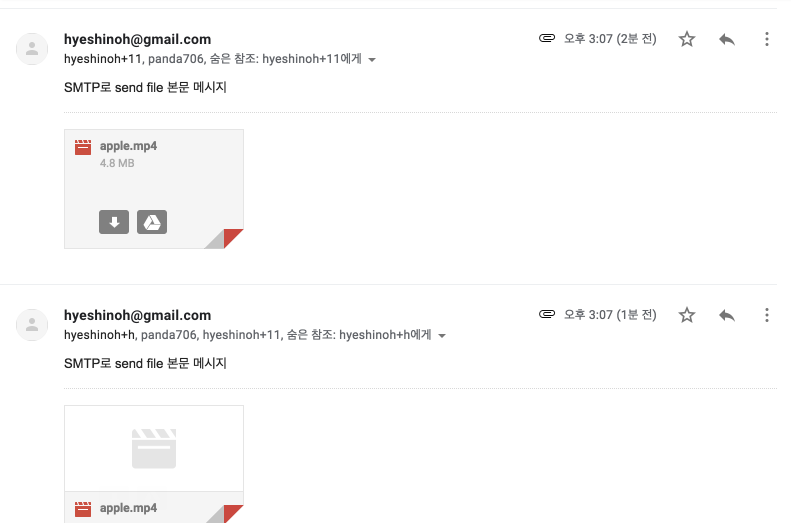 hyeshinoh@gmail.com
오후 3:07 (2분 전)
hyeshinoh+11, panda706, 숨은 참조: hyeshinoh+11에게
SMTP로 send file 본문 메시지
apple.mp4
4.8 MB
hyeshinoh@gmail.com
오후 3:07 (1분 전)
hyeshinoh+h, panda706, hyeshinoh+11, 숨은 참조: hyeshinoh+h에게
SMTP로 send file 본문 메시지
apple.mp4